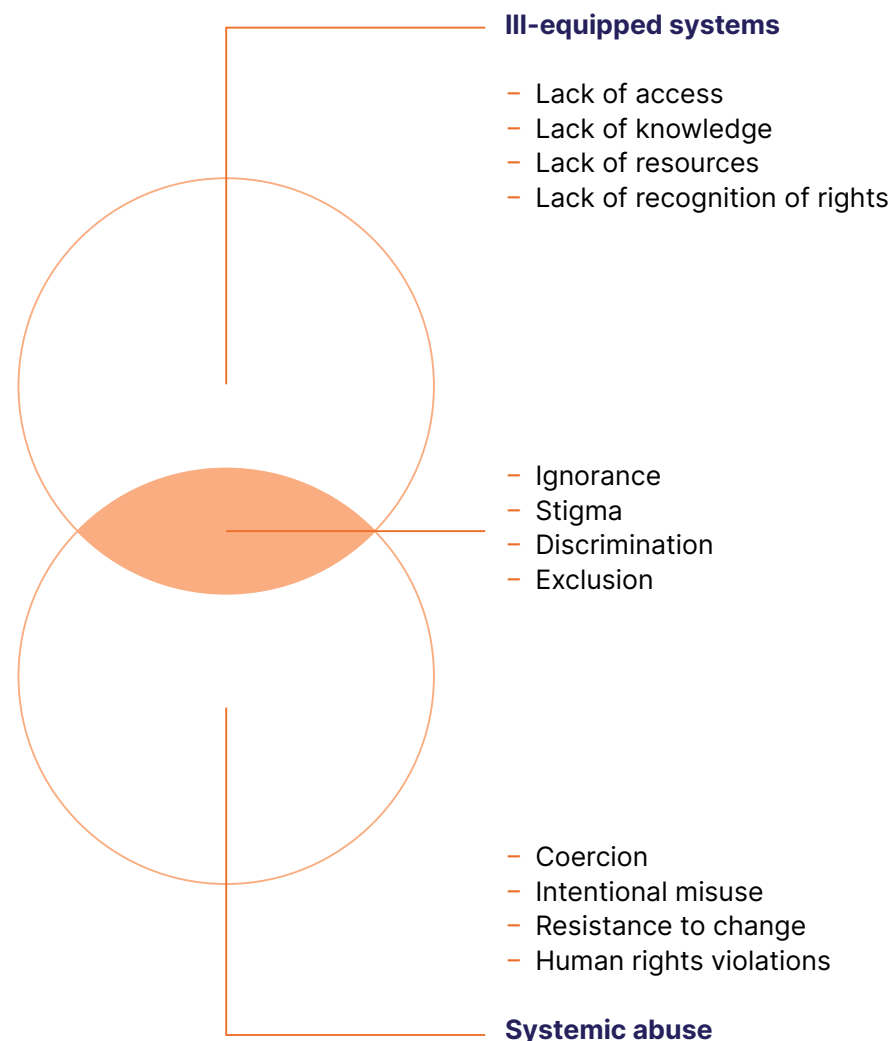 Ill-equipped systems
– Lack of access
– Lack of knowledge
– Lack of resources
– Lack of recognition of rights
– Ignorance
– Stigma
– Discrimination
– Exclusion
– Coercion
– Intentional misuse
– Resistance to change
– Human rights violations
Systemic abuse